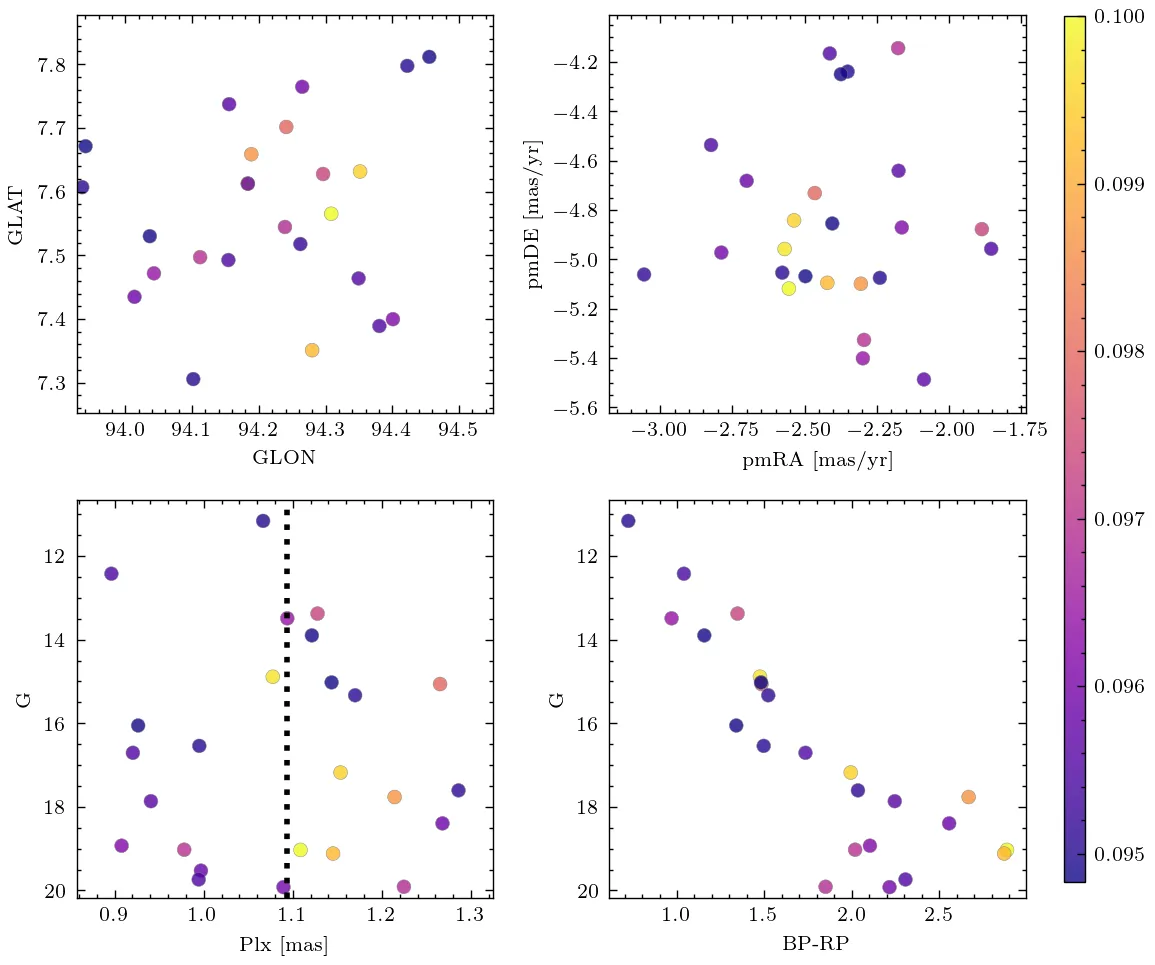 7.8
7.7
7.6
7.5
7.4
7.3
GLAT
94.0 94.1 94.2 94.3 94.4 94.5
GLON
−4.2
−4.4
−4.6
−4.8
−5.0
−5.2
−5.4
−5.6
pmDE [mas/yr]
−3.00 −2.75 −2.50 −2.25 −2.00 −1.75
pmRA [mas/yr]
12
14
16
18
20
G
0.9 1.0 1.1 1.2 1.3
Plx [mas]
12
14
16
18
20
G
1.0 1.5 2.0 2.5
BP-RP
0.100
0.099
0.098
0.097
0.096
0.095